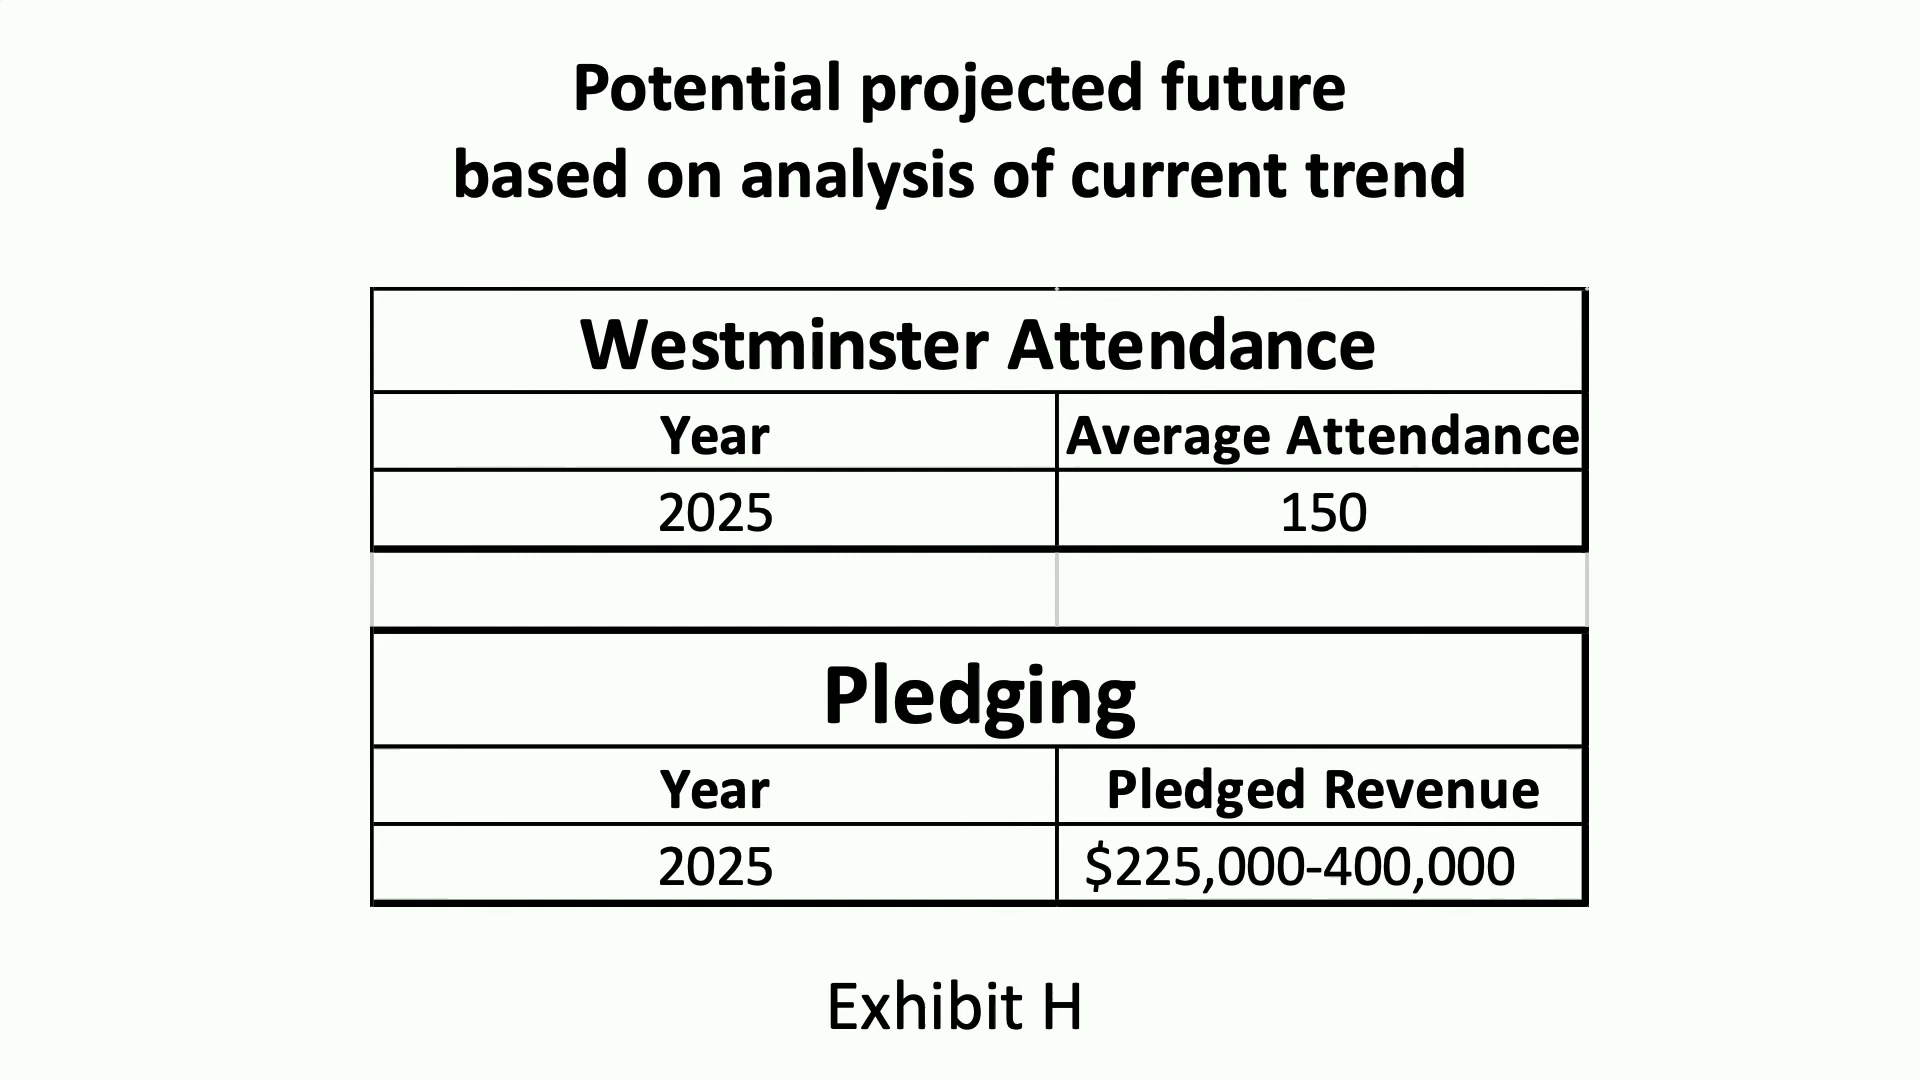 Potential projected future
based on analysis of current trend
Westminster Attendance
Year Average Attendance
2025 150
Pledging
Year Pledged Revenue
2025 $225,000-400,000
Exhibit H